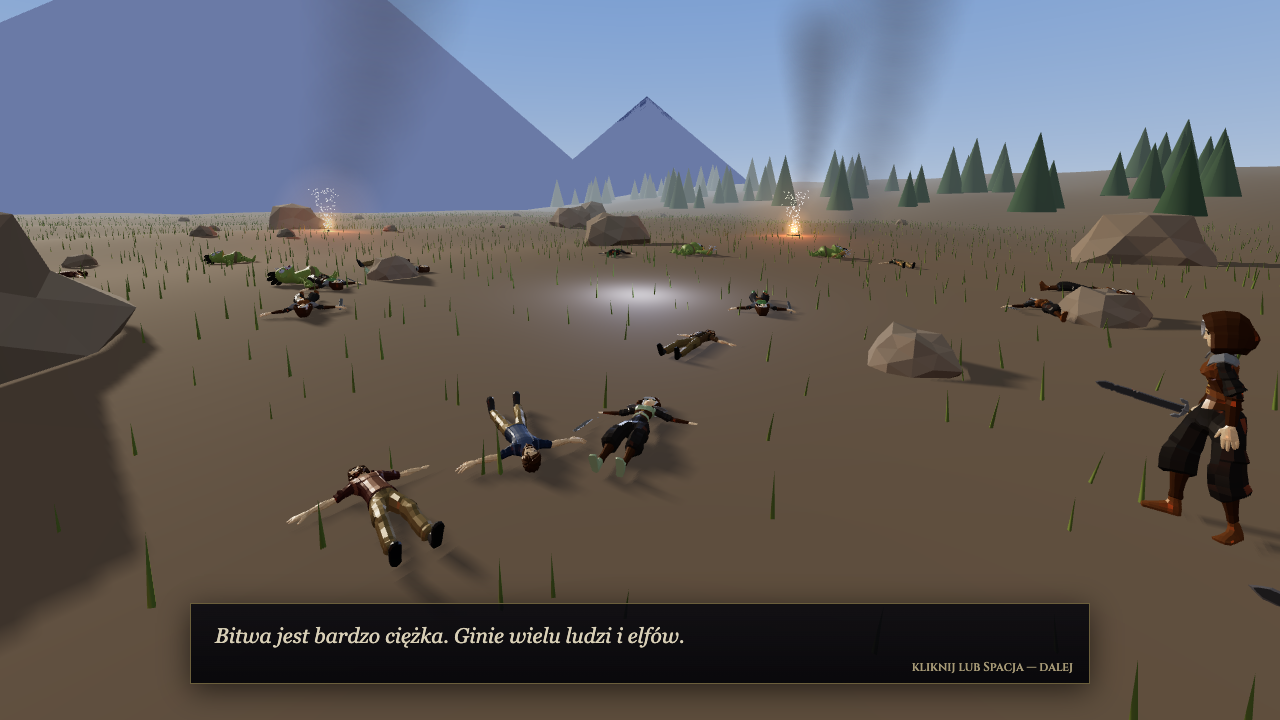 Bitwa jest bardzo ciężka. Ginie wielu ludzi i elfów.
KLIKNIJ LUB SPACJA — DALEJ